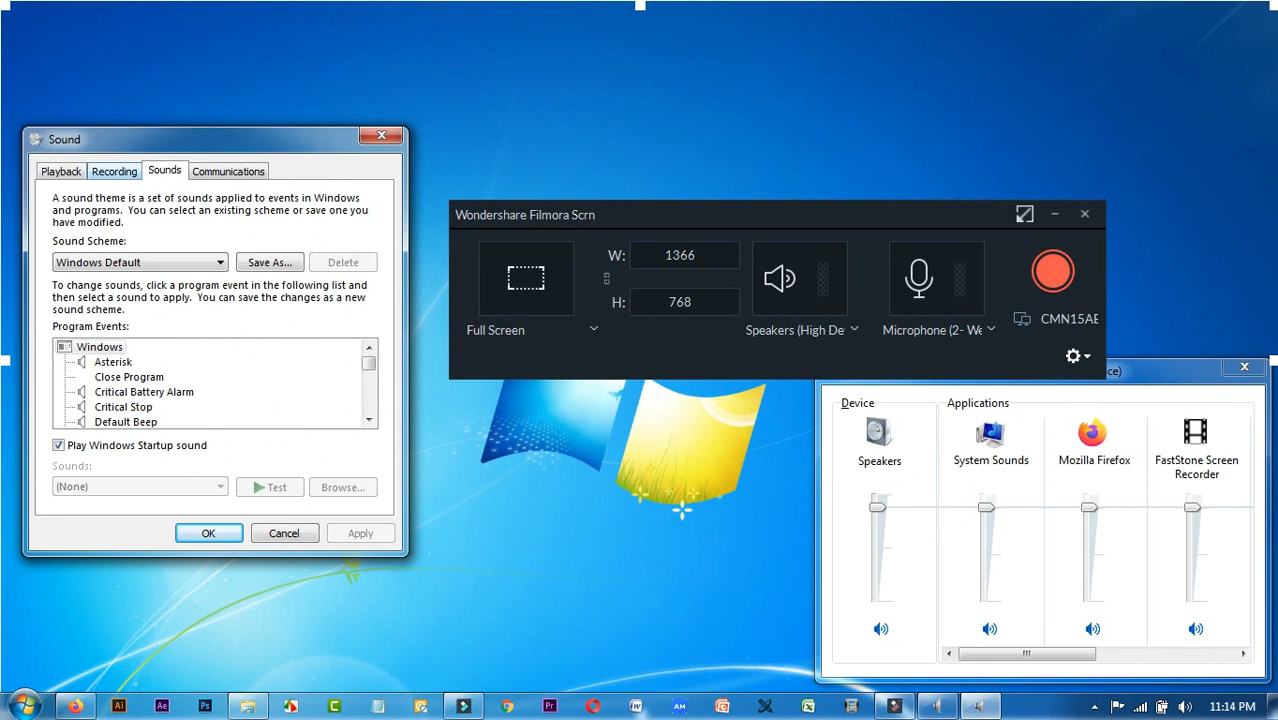 Sound
Playback
Recording
Sounds
Communications
A sound theme is a set of sounds applied to events in Windows
and programs. You can select an existing scheme or save one you
have modified.
Sound Scheme:
Windows Default
Save As...
Delete
To change sounds, click a program event in the following list and
then select a sound to apply. You can save the changes as a new
sound scheme.
Program Events:
Windows
Asterisk
Close Program
Critical Battery Alarm
Critical Stop
Default Beep
Play Windows Startup sound
Sounds:
(None)
Test
Browse...
OK
Cancel
Apply
Wondershare Filmora Scrn
W:
1366
H:
768
Full Screen
Speakers (High De
Microphone (2- We
CMN15AE
Device
Applications
Speakers
System Sounds
Mozilla Firefox
FastStone Screen
Recorder
Ai
Ae
Ps
Pr
AM
11:14 PM